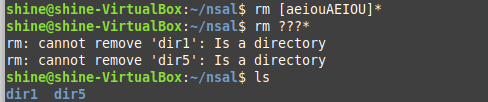 shine@shine-VirtualBox:~/nsal$ rm [aeiouAEIOU]*
shine@shine-VirtualBox:~/nsal$ rm ???*
rm: cannot remove 'dir1': Is a directory
rm: cannot remove 'dir5': Is a directory
shine@shine-VirtualBox:~/nsal$ ls
dir1  dir5